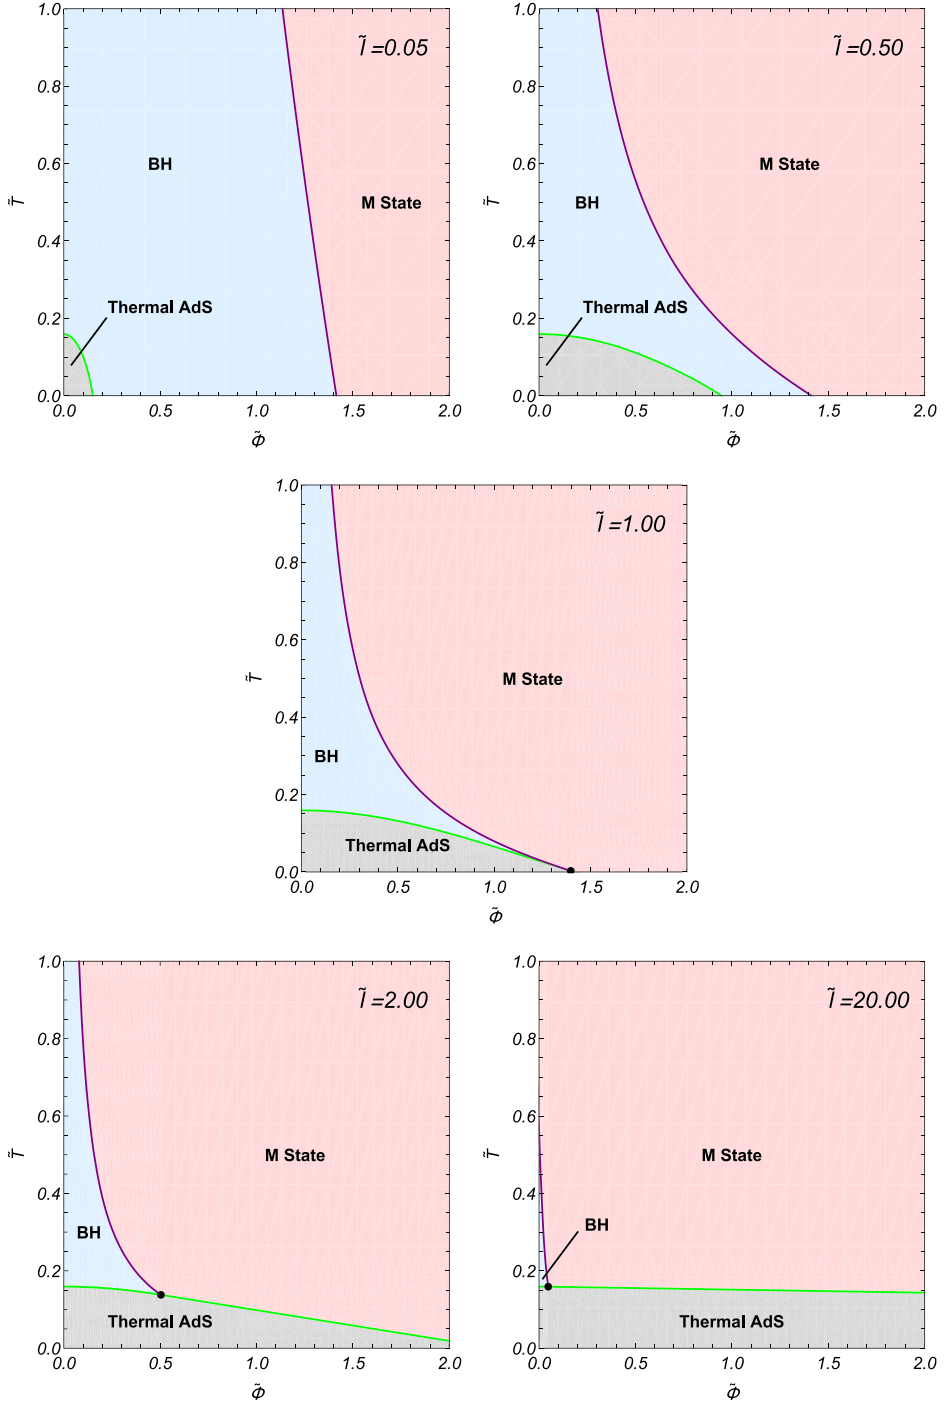 l̃ =0.05
T̃
1.0
0.8
0.6
0.4
0.2
0.0
BH
M State
Thermal AdS
0.0 0.5 1.0 1.5 2.0
Φ̃
l̃ =0.50
T̃
1.0
0.8
0.6
0.4
0.2
0.0
M State
BH
Thermal AdS
0.0 0.5 1.0 1.5 2.0
Φ̃
l̃ =1.00
T̃
1.0
0.8
0.6
0.4
0.2
0.0
M State
BH
Thermal AdS
0.0 0.5 1.0 1.5 2.0
Φ̃
l̃ =2.00
T̃
1.0
0.8
0.6
0.4
0.2
0.0
M State
BH
Thermal AdS
0.0 0.5 1.0 1.5 2.0
Φ̃
l̃ =20.00
T̃
1.0
0.8
0.6
0.4
0.2
0.0
M State
BH
Thermal AdS
0.0 0.5 1.0 1.5 2.0
Φ̃